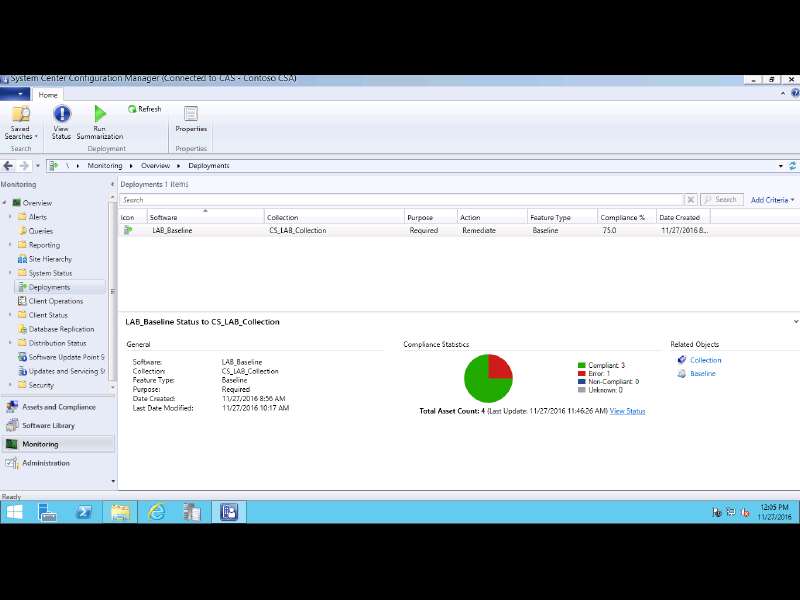 System Center Configuration Manager (Connected to CAS - Contoso CSA)
Home
Saved Searches
View Status
Run Summarization
Refresh
Properties
Search
Deployment
Properties
\ Monitoring Overview Deployments
Monitoring
Overview
Alerts
Queries
Reporting
Site Hierarchy
System Status
Deployments
Client Operations
Client Status
Database Replication
Distribution Status
Software Update Point S
Updates and Servicing St
Security
Assets and Compliance
Software Library
Monitoring
Administration
Deployments 1 items
Search
Search
Add Criteria
Icon Software Collection Purpose Action Feature Type Compliance % Date Created
LAB_Baseline CS_LAB_Collection Required Remediate Baseline 75.0 11/27/2016 8...
LAB_Baseline Status to CS_LAB_Collection
General
Software: LAB_Baseline
Collection: CS_LAB_Collection
Feature Type: Baseline
Purpose: Required
Date Created: 11/27/2016 8:56 AM
Last Date Modified: 11/27/2016 10:17 AM
Compliance Statistics
Compliant: 3
Error: 1
Non-Compliant: 0
Unknown: 0
Total Asset Count: 4 (Last Update: 11/27/2016 11:46:26 AM) View Status
Related Objects
Collection
Baseline
Ready
12:05 PM
11/27/2016